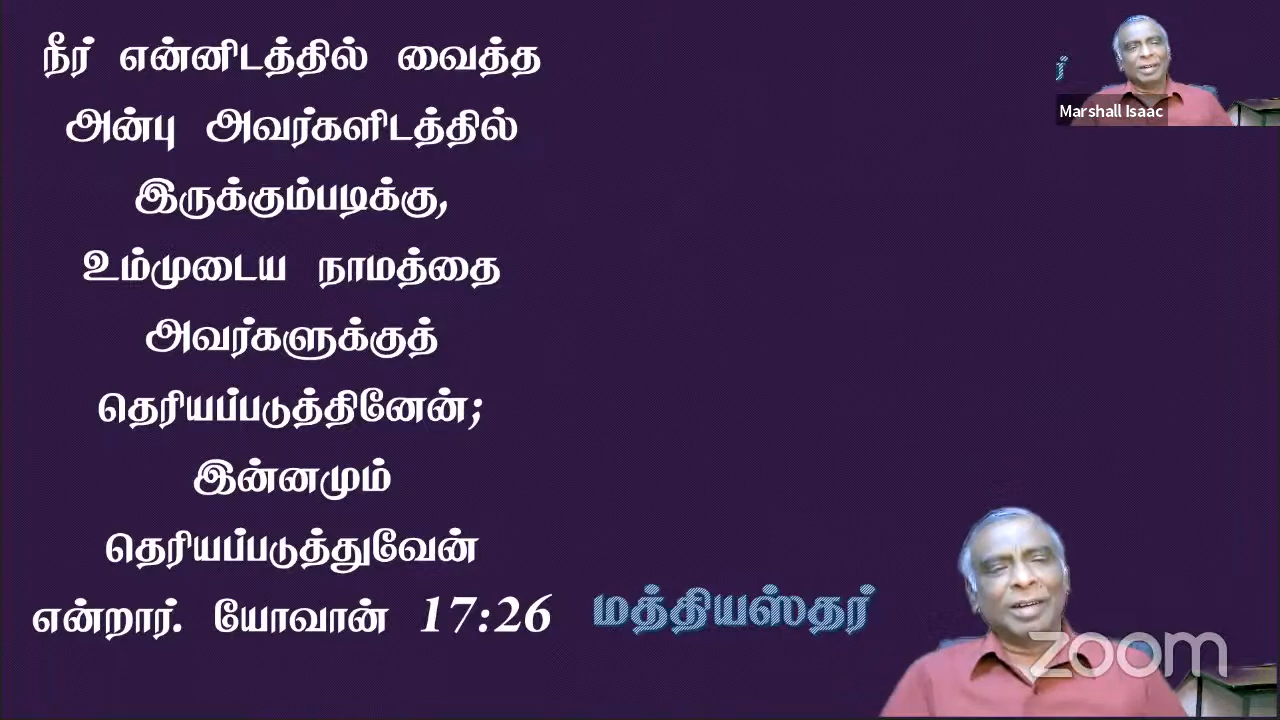 நீர் என்னிடத்தில் வைத்த
அன்பு அவர்களிடத்தில்
இருக்கும்படிக்கு,
உம்முடைய நாமத்தை
அவர்களுக்குத்
தெரியப்படுத்தினேன்;
இன்னமும்
தெரியப்படுத்துவேன்
என்றார். யோவான் 17:26
மத்தியஸ்தர்
ர்
Marshall Isaac
zoom